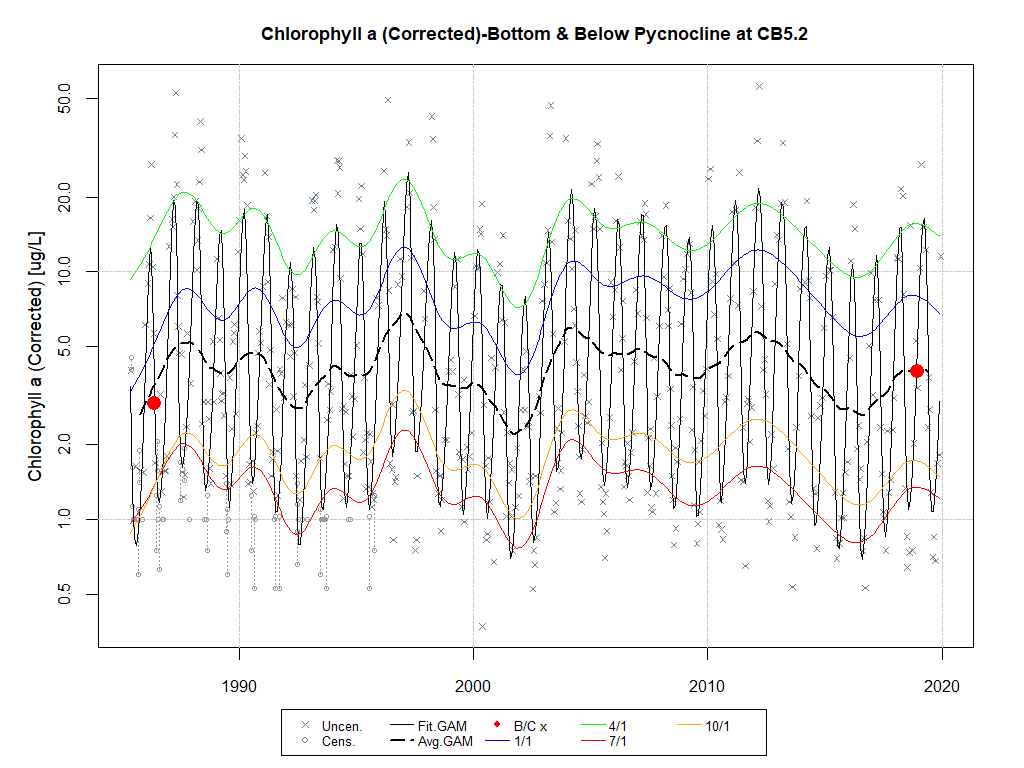 Chlorophyll a (Corrected)-Bottom & Below Pycnocline at CB5.2
Chlorophyll a (Corrected) [ug/L]
50.0
20.0
10.0
5.0
2.0
1.0
0.5
1990 2000 2010 2020
Uncen. Fit.GAM B/C x 4/1 10/1
Cens. Avg.GAM 1/1 7/1